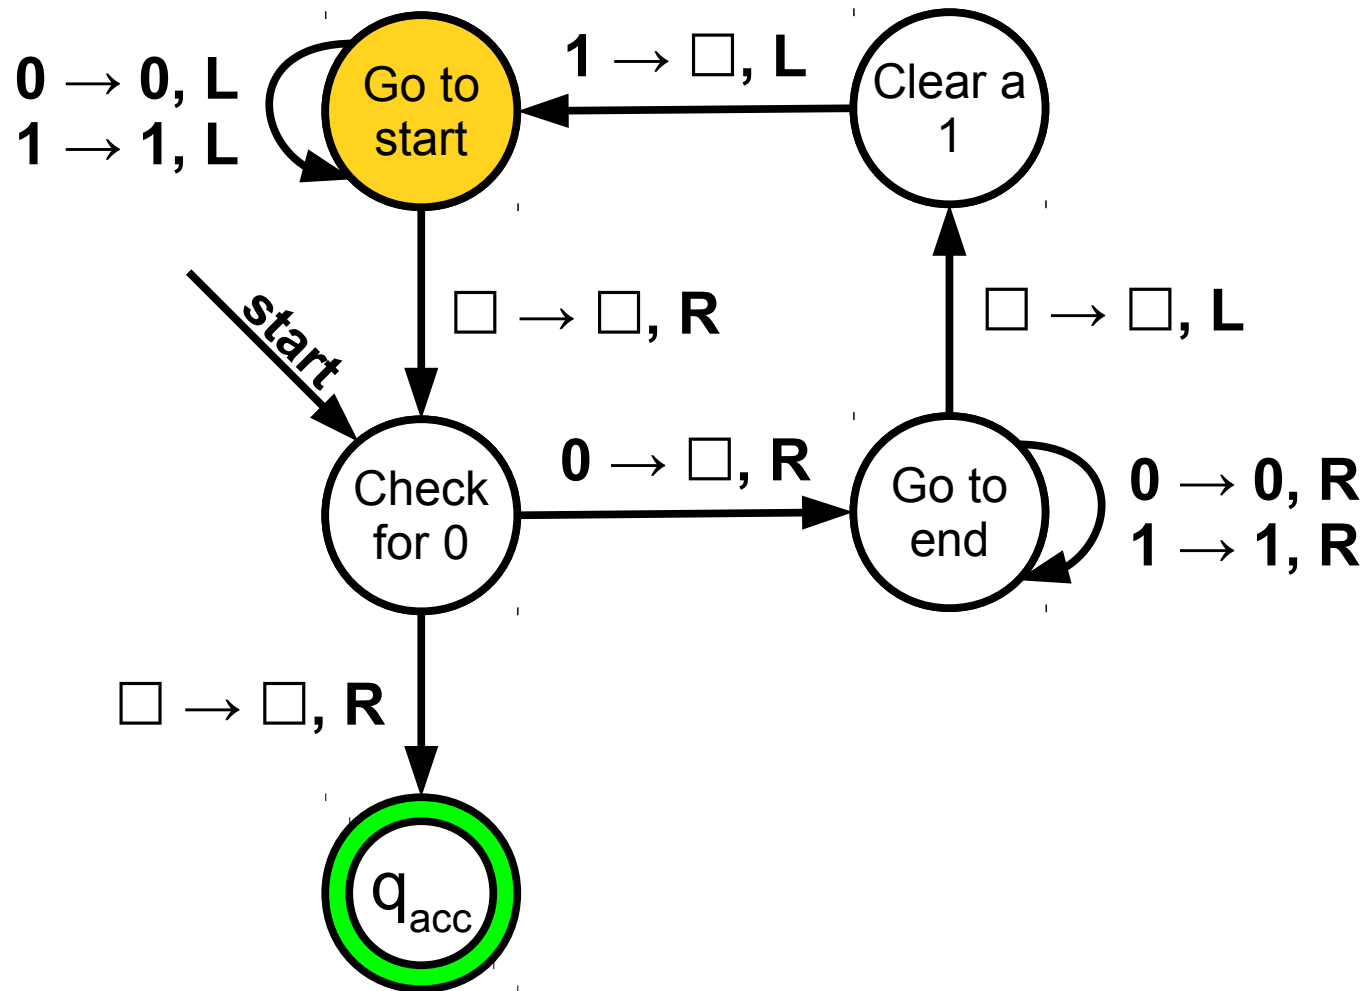 0 → 0, L
1 → 1, L
Go to
start
1 → □, L
Clear a
1
start
□ → □, R
□ → □, L
Check
for 0
0 → □, R
Go to
end
0 → 0, R
1 → 1, R
□ → □, R
qacc